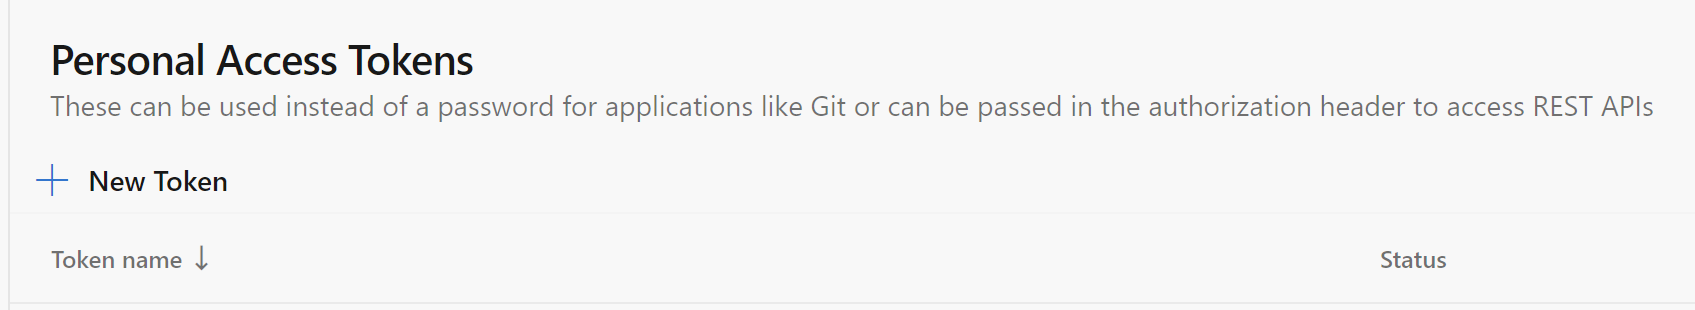 Personal Access Tokens
These can be used instead of a password for applications like Git or can be passed in the authorization header to access REST APIs
New Token
Token name ↓ Status